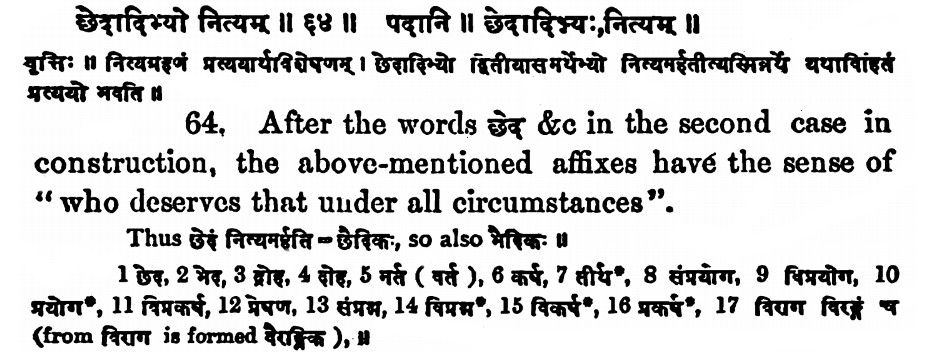 छेदादिभ्यो नित्यम् ॥ ६४ ॥ पदानि ॥ छेदादिभ्यः, नित्यम् ॥
वृत्तिः ॥ नित्यग्रहणं प्रत्ययार्थविशेषणम् । छेदादिभ्यो द्वितीयासमर्थेभ्यो नित्यमर्हतीत्यस्मिन्नर्थे यथाविहितं
प्रत्ययो भवति ॥
64. After the words छेद &c in the second case in
construction, the above-mentioned affixes have the sense of
“who deserves that under all circumstances”.
Thus छेदं नित्यमर्हति = छैदिकः, so also भैदिकः ॥
1 छेद, 2 भेद, 3 द्रोह, 4 दोह, 5 नर्त ( वर्त ), 6 कर्ष, 7 तीर्थ*, 8 संप्रयोग, 9 विप्रयोग, 10
प्रयोग*, 11 विप्रकर्ष, 12 प्रेषण, 13 संप्रश्न, 14 विप्रश्न*, 15 विकर्ष*, 16 प्रकर्ष*, 17 विराग विरङ्गं च
(from विराग is formed वैरङ्गिक ), ॥